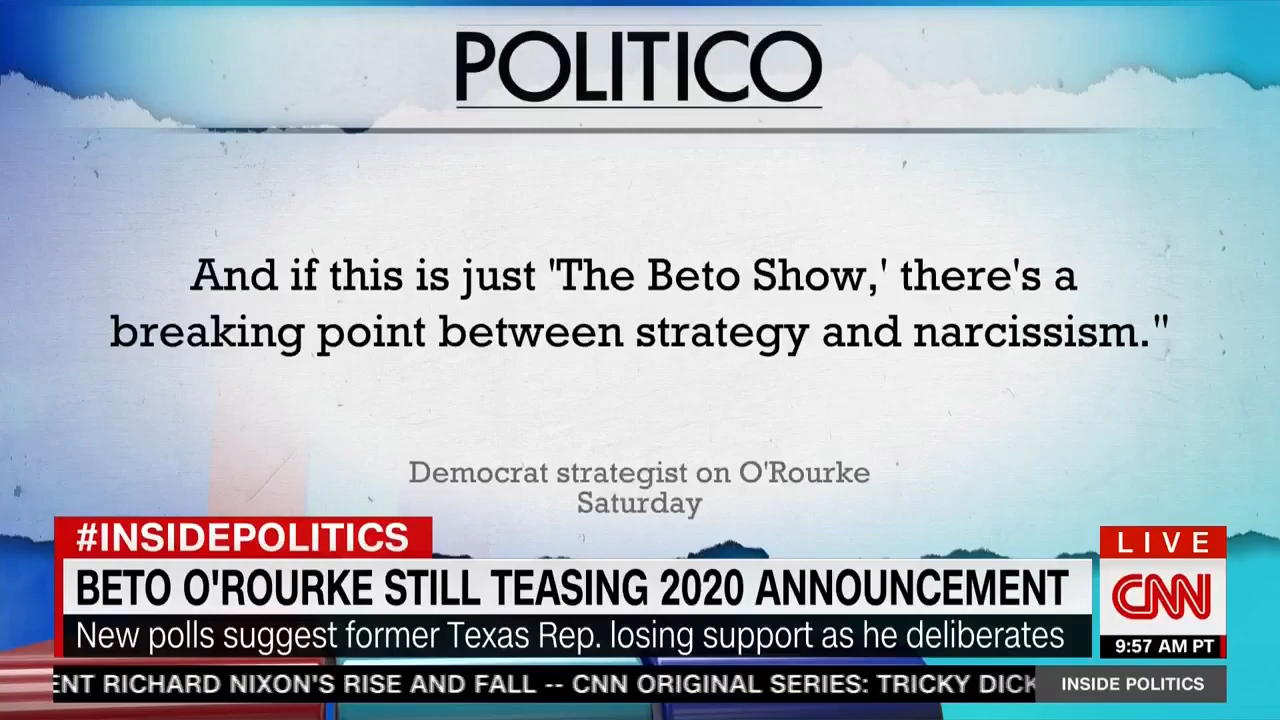 POLITICO
And if this is just 'The Beto Show,' there's a
breaking point between strategy and narcissism."
Democrat strategist on O'Rourke
Saturday
#INSIDEPOLITICS
BETO O'ROURKE STILL TEASING 2020 ANNOUNCEMENT
New polls suggest former Texas Rep. losing support as he deliberates
LIVE
CNN
9:57 AM PT
ENT RICHARD NIXON'S RISE AND FALL -- CNN ORIGINAL SERIES: TRICKY DICK
INSIDE POLITICS